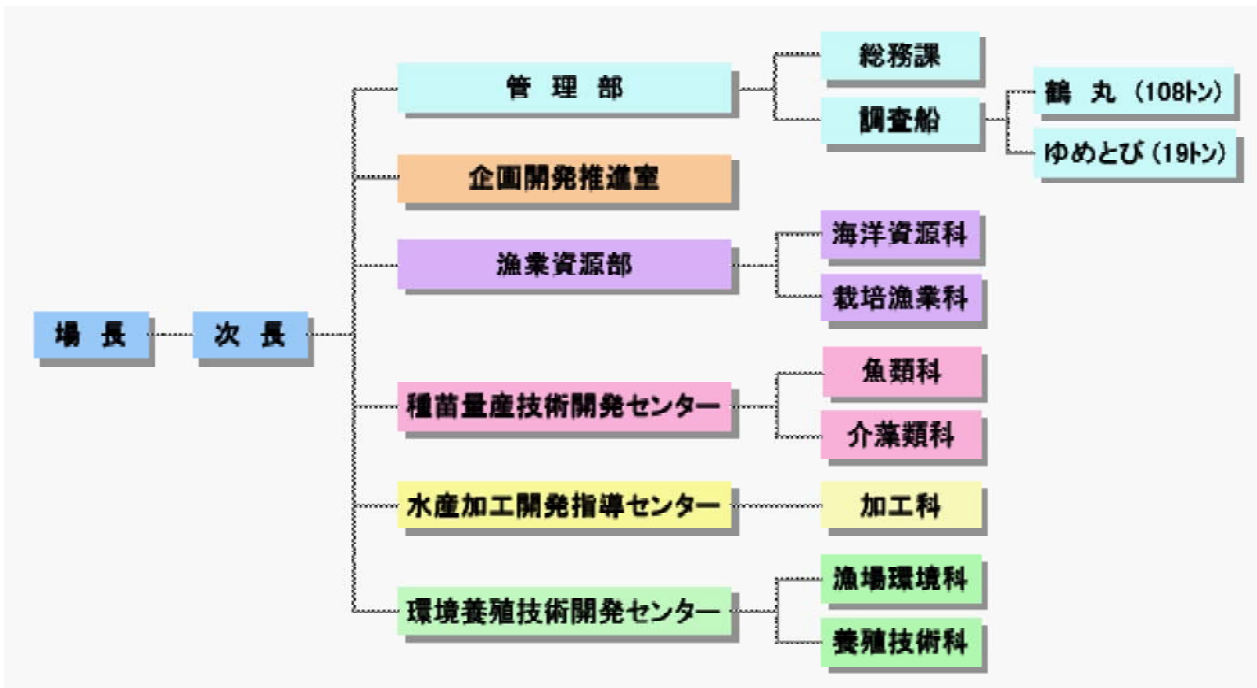 場長
次長
管理部
総務課
調査船
鶴丸 (108トン)
ゆめとび (19トン)
企画開発推進室
漁業資源部
海洋資源科
栽培漁業科
種苗量産技術開発センター
魚類科
介藻類科
水産加工開発指導センター
加工科
環境養殖技術開発センター
漁場環境科
養殖技術科